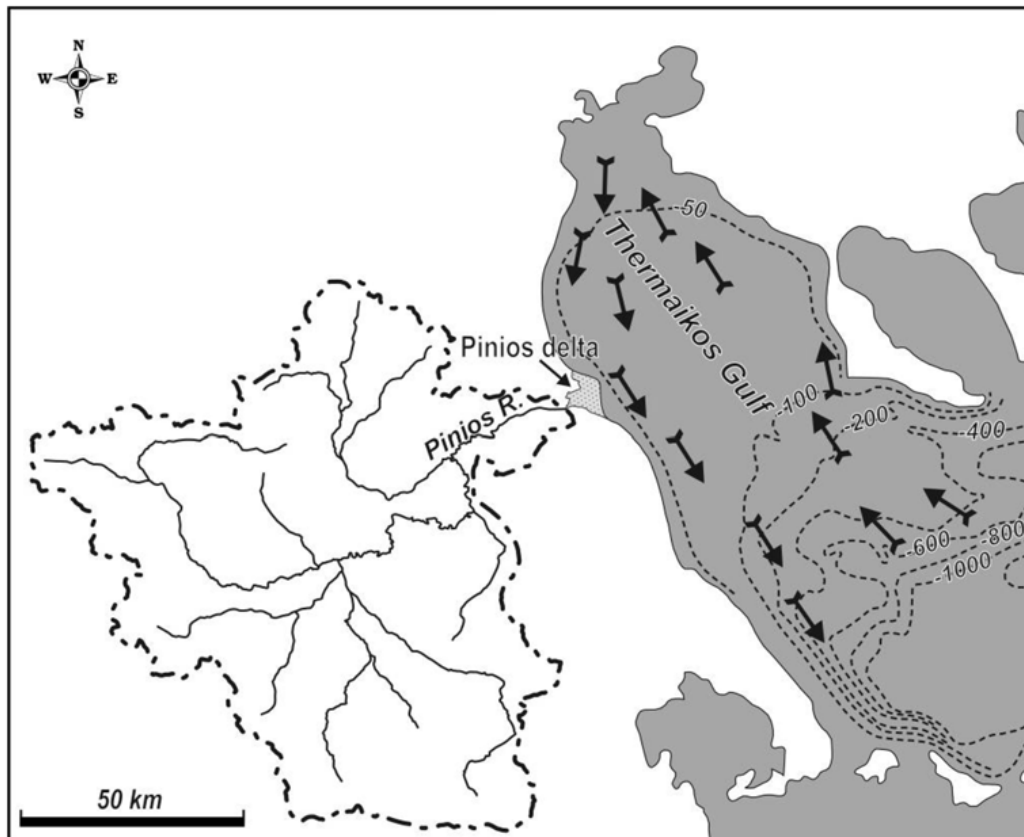 N
W E
S
-50
Thermaikos Gulf
Pinios delta
Pinios R.
-100
-200
-400
-600
-800
-1000
50 km